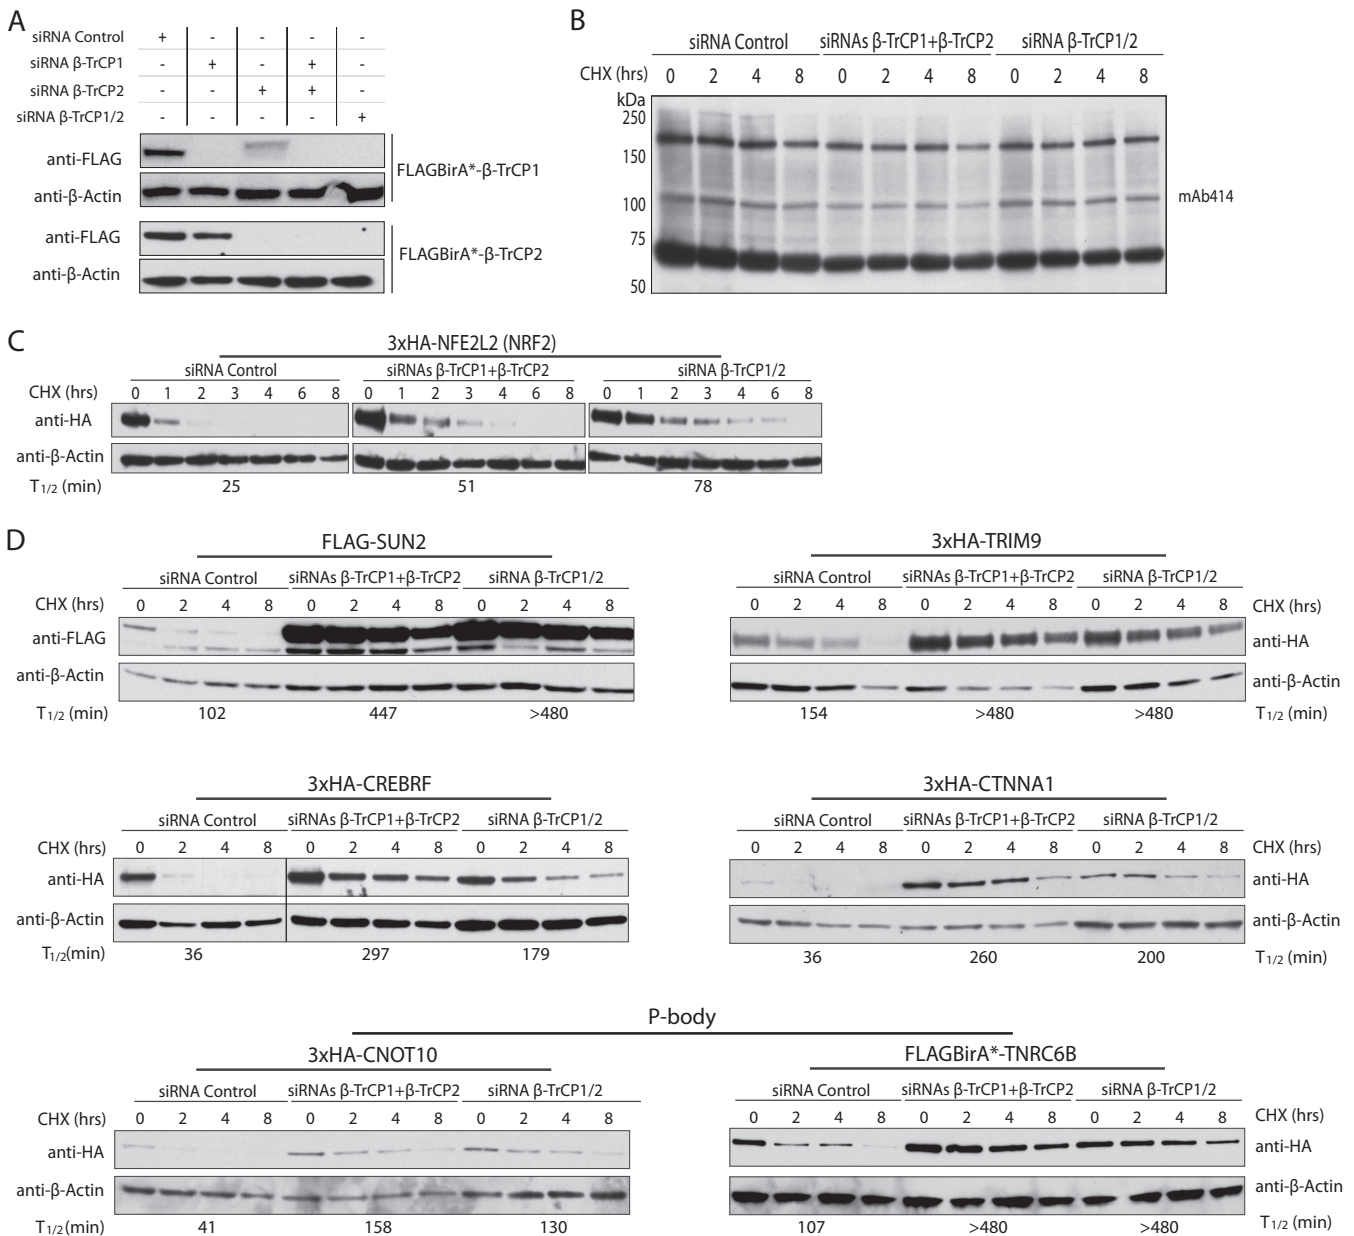 A
siRNA Control + - - - -
siRNA β-TrCP1 - + - + -
siRNA β-TrCP2 - - + + -
siRNA β-TrCP1/2 - - - - +
anti-FLAG
anti-β-Actin
FLAGBirA*-β-TrCP1
anti-FLAG
anti-β-Actin
FLAGBirA*-β-TrCP2
B
siRNA Control siRNAs β-TrCP1+β-TrCP2 siRNA β-TrCP1/2
CHX (hrs) 0 2 4 8 0 2 4 8 0 2 4 8
kDa
250
150
100
75
50
mAb414
C
3xHA-NFE2L2 (NRF2)
siRNA Control siRNAs β-TrCP1+β-TrCP2 siRNA β-TrCP1/2
CHX (hrs) 0 1 2 3 4 6 8 0 1 2 3 4 6 8 0 1 2 3 4 6 8
anti-HA
anti-β-Actin
T1/2 (min) 25 51 78
D
FLAG-SUN2
siRNA Control siRNAs β-TrCP1+β-TrCP2 siRNA β-TrCP1/2
CHX (hrs) 0 2 4 8 0 2 4 8 0 2 4 8
anti-FLAG
anti-β-Actin
T1/2 (min) 102 447 >480
3xHA-TRIM9
siRNA Control siRNAs β-TrCP1+β-TrCP2 siRNA β-TrCP1/2
0 2 4 8 0 2 4 8 0 2 4 8 CHX (hrs)
anti-HA
anti-β-Actin
154 >480 >480 T1/2 (min)
3xHA-CREBRF
siRNA Control siRNAs β-TrCP1+β-TrCP2 siRNA β-TrCP1/2
CHX (hrs) 0 2 4 8 0 2 4 8 0 2 4 8
anti-HA
anti-β-Actin
T1/2(min) 36 297 179
3xHA-CTNNA1
siRNA Control siRNAs β-TrCP1+β-TrCP2 siRNA β-TrCP1/2
0 2 4 8 0 2 4 8 0 2 4 8 CHX (hrs)
anti-HA
anti-β-Actin
36 260 200 T1/2 (min)
P-body
3xHA-CNOT10
siRNA Control siRNAs β-TrCP1+β-TrCP2 siRNA β-TrCP1/2
CHX (hrs) 0 2 4 8 0 2 4 8 0 2 4 8
anti-HA
anti-β-Actin
T1/2(min) 41 158 130
FLAGBirA*-TNRC6B
siRNA Control siRNAs β-TrCP1+β-TrCP2 siRNA β-TrCP1/2
0 2 4 8 0 2 4 8 0 2 4 8 CHX (hrs)
anti-HA
anti-β-Actin
107 >480 >480 T1/2 (min)